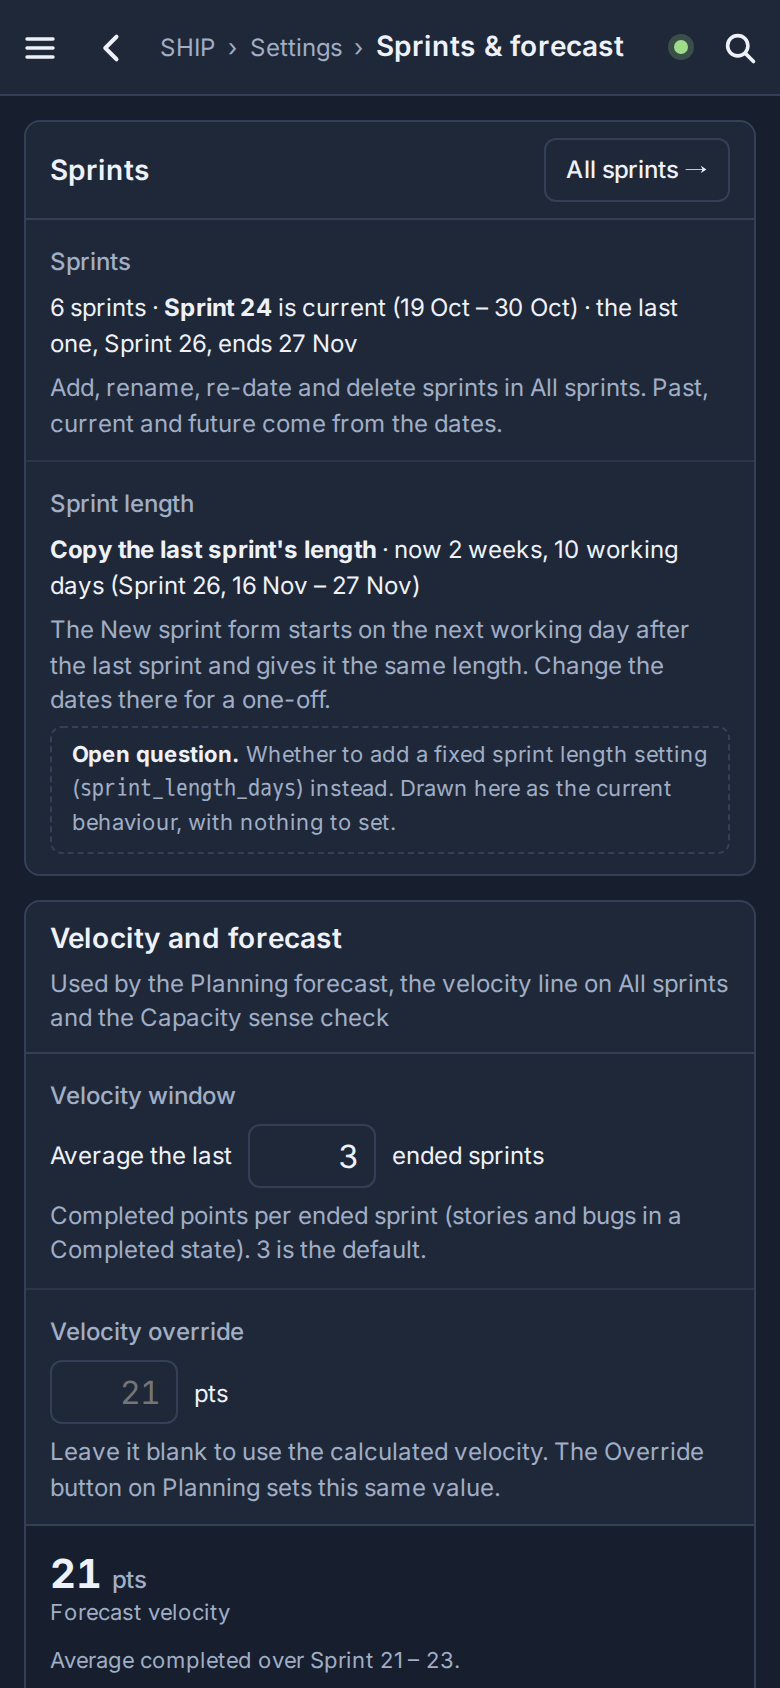 SHIP › Settings › Sprints & forecast
Sprints
All sprints →
Sprints
6 sprints · Sprint 24 is current (19 Oct – 30 Oct) · the last
one, Sprint 26, ends 27 Nov
Add, rename, re-date and delete sprints in All sprints. Past,
current and future come from the dates.
Sprint length
Copy the last sprint's length · now 2 weeks, 10 working
days (Sprint 26, 16 Nov – 27 Nov)
The New sprint form starts on the next working day after
the last sprint and gives it the same length. Change the
dates there for a one-off.
Open question. Whether to add a fixed sprint length setting
(sprint_length_days) instead. Drawn here as the current
behaviour, with nothing to set.
Velocity and forecast
Used by the Planning forecast, the velocity line on All sprints
and the Capacity sense check
Velocity window
Average the last 3 ended sprints
Completed points per ended sprint (stories and bugs in a
Completed state). 3 is the default.
Velocity override
21 pts
Leave it blank to use the calculated velocity. The Override
button on Planning sets this same value.
21 pts
Forecast velocity
Average completed over Sprint 21 – 23.